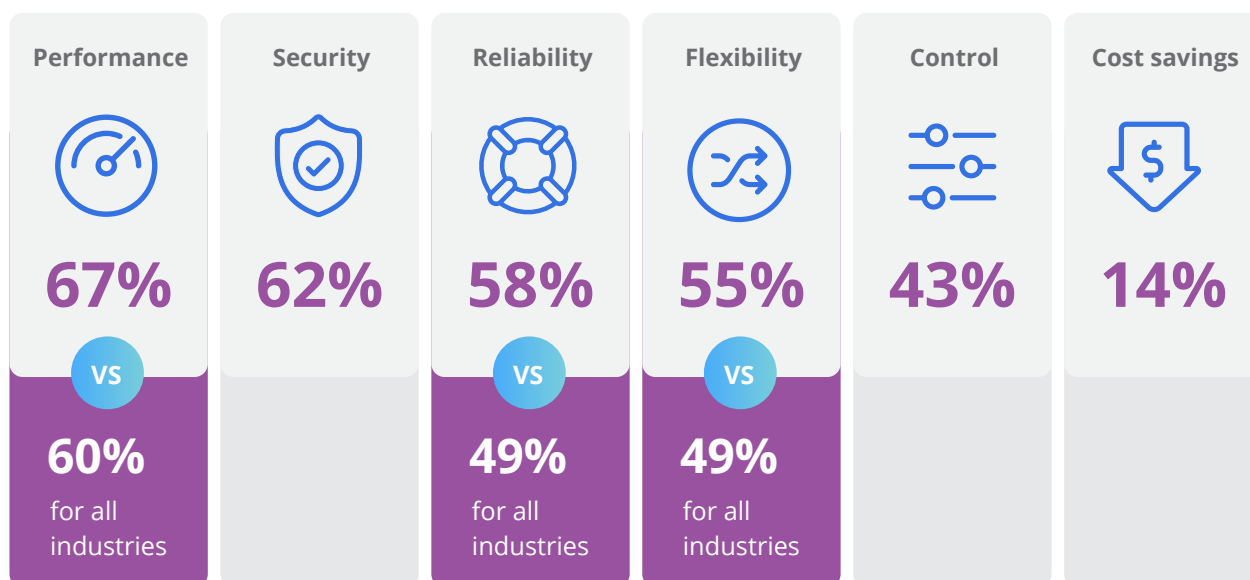 Performance
Security
Reliability
Flexibility
Control
Cost savings
67%
62%
58%
55%
43%
14%
VS
VS
VS
60%
49%
49%
for all
industries
for all
industries
for all
industries